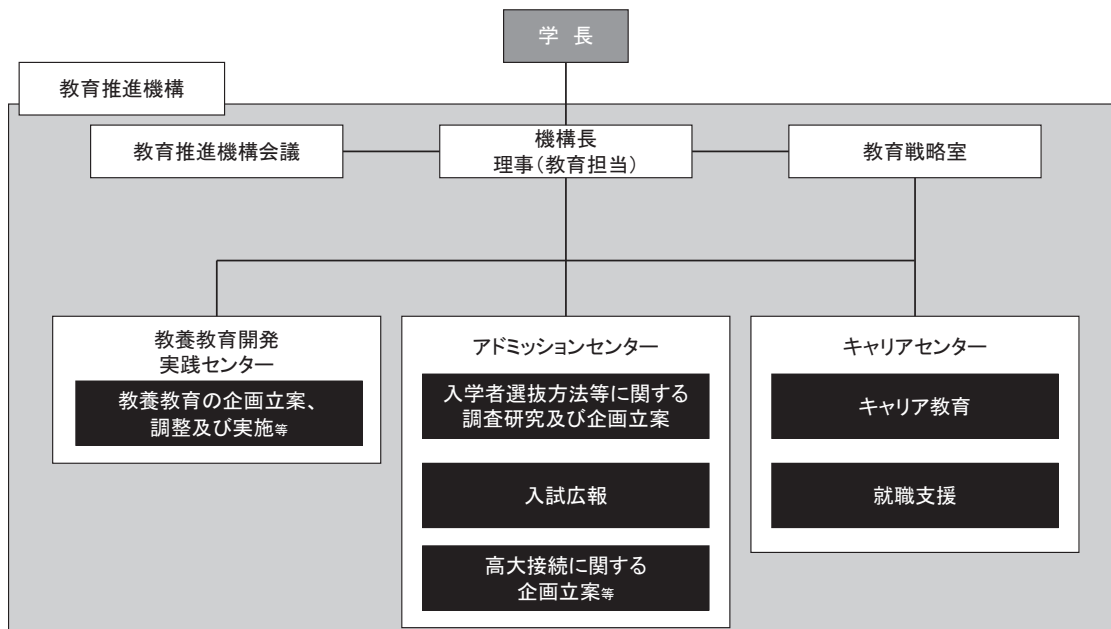 学 長
教育推進機構
教育推進機構会議
機構長
理事（教育担当）
教育戦略室
教養教育開発
実践センター
教養教育の企画立案、
調整及び実施等
アドミッションセンター
入学者選抜方法等に関する
調査研究及び企画立案
入試広報
高大接続に関する
企画立案等
キャリアセンター
キャリア教育
就職支援